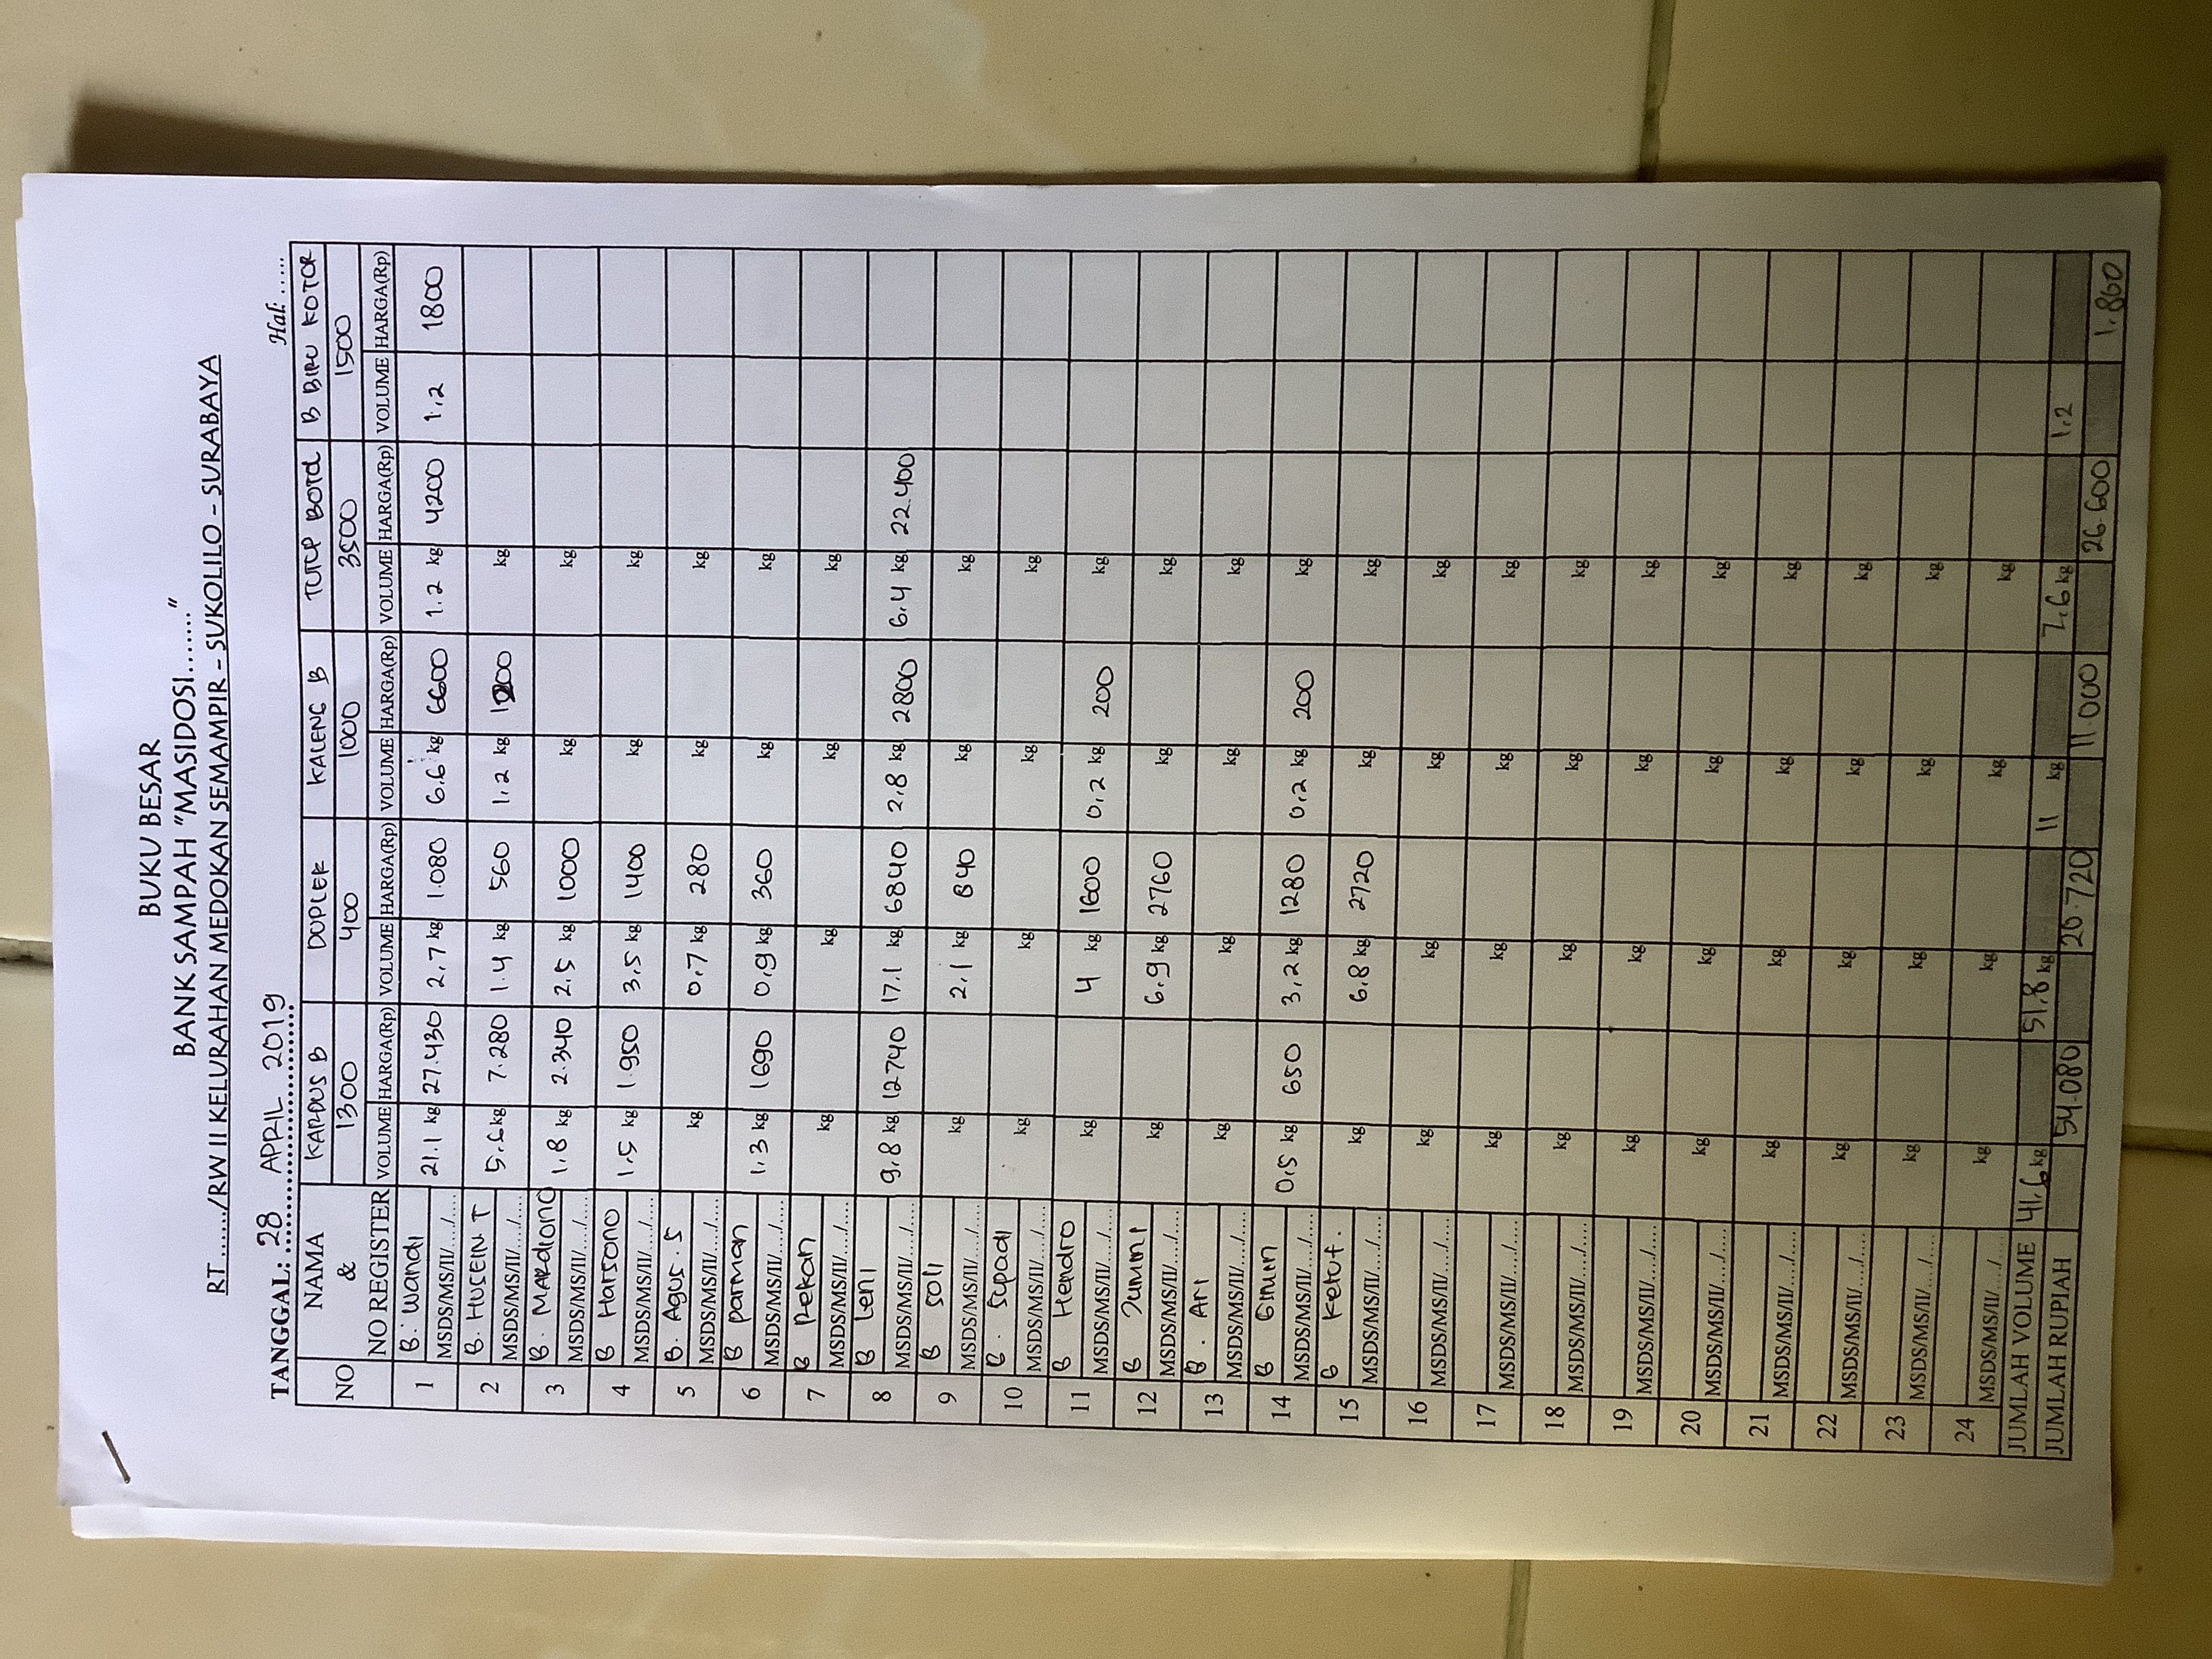 BUKU BESAR
BANK SAMPAH "MASIDOSI......."
RT ....../RW II KELURAHAN MEDOKAN SEMAMPIR - SUKOLILO - SURABAYA
TANGGAL: 28 APRIL 2019 Hal: .....
NO NAMA & NO REGISTER KARDUS B DUPLEK KALENG B TUTUP BOTOL B BIRU KOTOR
1300 400 1000 3500 1500
VOLUME HARGA(Rp) VOLUME HARGA(Rp) VOLUME HARGA(Rp) VOLUME HARGA(Rp) VOLUME HARGA(Rp)
1 B. Wandi 21.1 kg 27.430 2,7 kg 1.080 6.6 kg 6600 1.2 kg 4200 1.2 1800
MSDS/MS/II/..../....
2 B. HUSEIN T 5.6 kg 7.280 1.4 kg 560 1,2 kg 1200 kg
MSDS/MS/II/..../....
3 B. MARdiono 1,8 kg 2.340 2.5 kg 1000 kg kg
MSDS/MS/II/..../....
4 B Harsono 1.5 kg 1.950 3,5 kg 1400 kg kg
MSDS/MS/II/..../....
5 B. Agus. S kg 0,7 kg 280 kg kg
MSDS/MS/II/..../....
6 B parman 1,3 kg 1690 0,9 kg 360 kg kg
MSDS/MS/II/..../....
7 B Rekan kg kg kg kg
MSDS/MS/II/..../....
8 B Leni 9,8 kg 12740 17.1 kg 6840 2,8 kg 2800 6,4 kg 22.400
MSDS/MS/II/..../....
9 B Soli kg 2,1 kg 840 kg kg
MSDS/MS/II/..../....
10 B. Supadi kg kg kg kg
MSDS/MS/II/..../....
11 B Hendro kg 4 kg 1600 0,2 kg 200 kg
MSDS/MS/II/..../....
12 B kg 6.9 kg 2760 kg kg
MSDS/MS/II/..../....
13 B. Ari kg kg kg kg
MSDS/MS/II/..../....
14 B Gimin 0,5 kg 650 3,2 kg 1280 0,2 kg 200 kg
MSDS/MS/II/..../....
15 B kg 6,8 kg 2720 kg kg
MSDS/MS/II/..../....
16 kg kg kg kg
MSDS/MS/II/..../....
17 kg kg kg kg
MSDS/MS/II/..../....
18 kg kg kg kg
MSDS/MS/II/..../....
19 kg kg kg kg
MSDS/MS/II/..../....
20 kg kg kg kg
MSDS/MS/II/..../....
21 kg kg kg kg
MSDS/MS/II/..../....
22 kg kg kg kg
MSDS/MS/II/..../....
23 kg kg kg kg
MSDS/MS/II/..../....
24 kg kg kg kg
MSDS/MS/II/..../....
JUMLAH VOLUME 41,6 kg 51,8 kg 11 kg 7,6 kg 1.2
JUMLAH RUPIAH 54.080 20.720 11.000 26.600 1.800